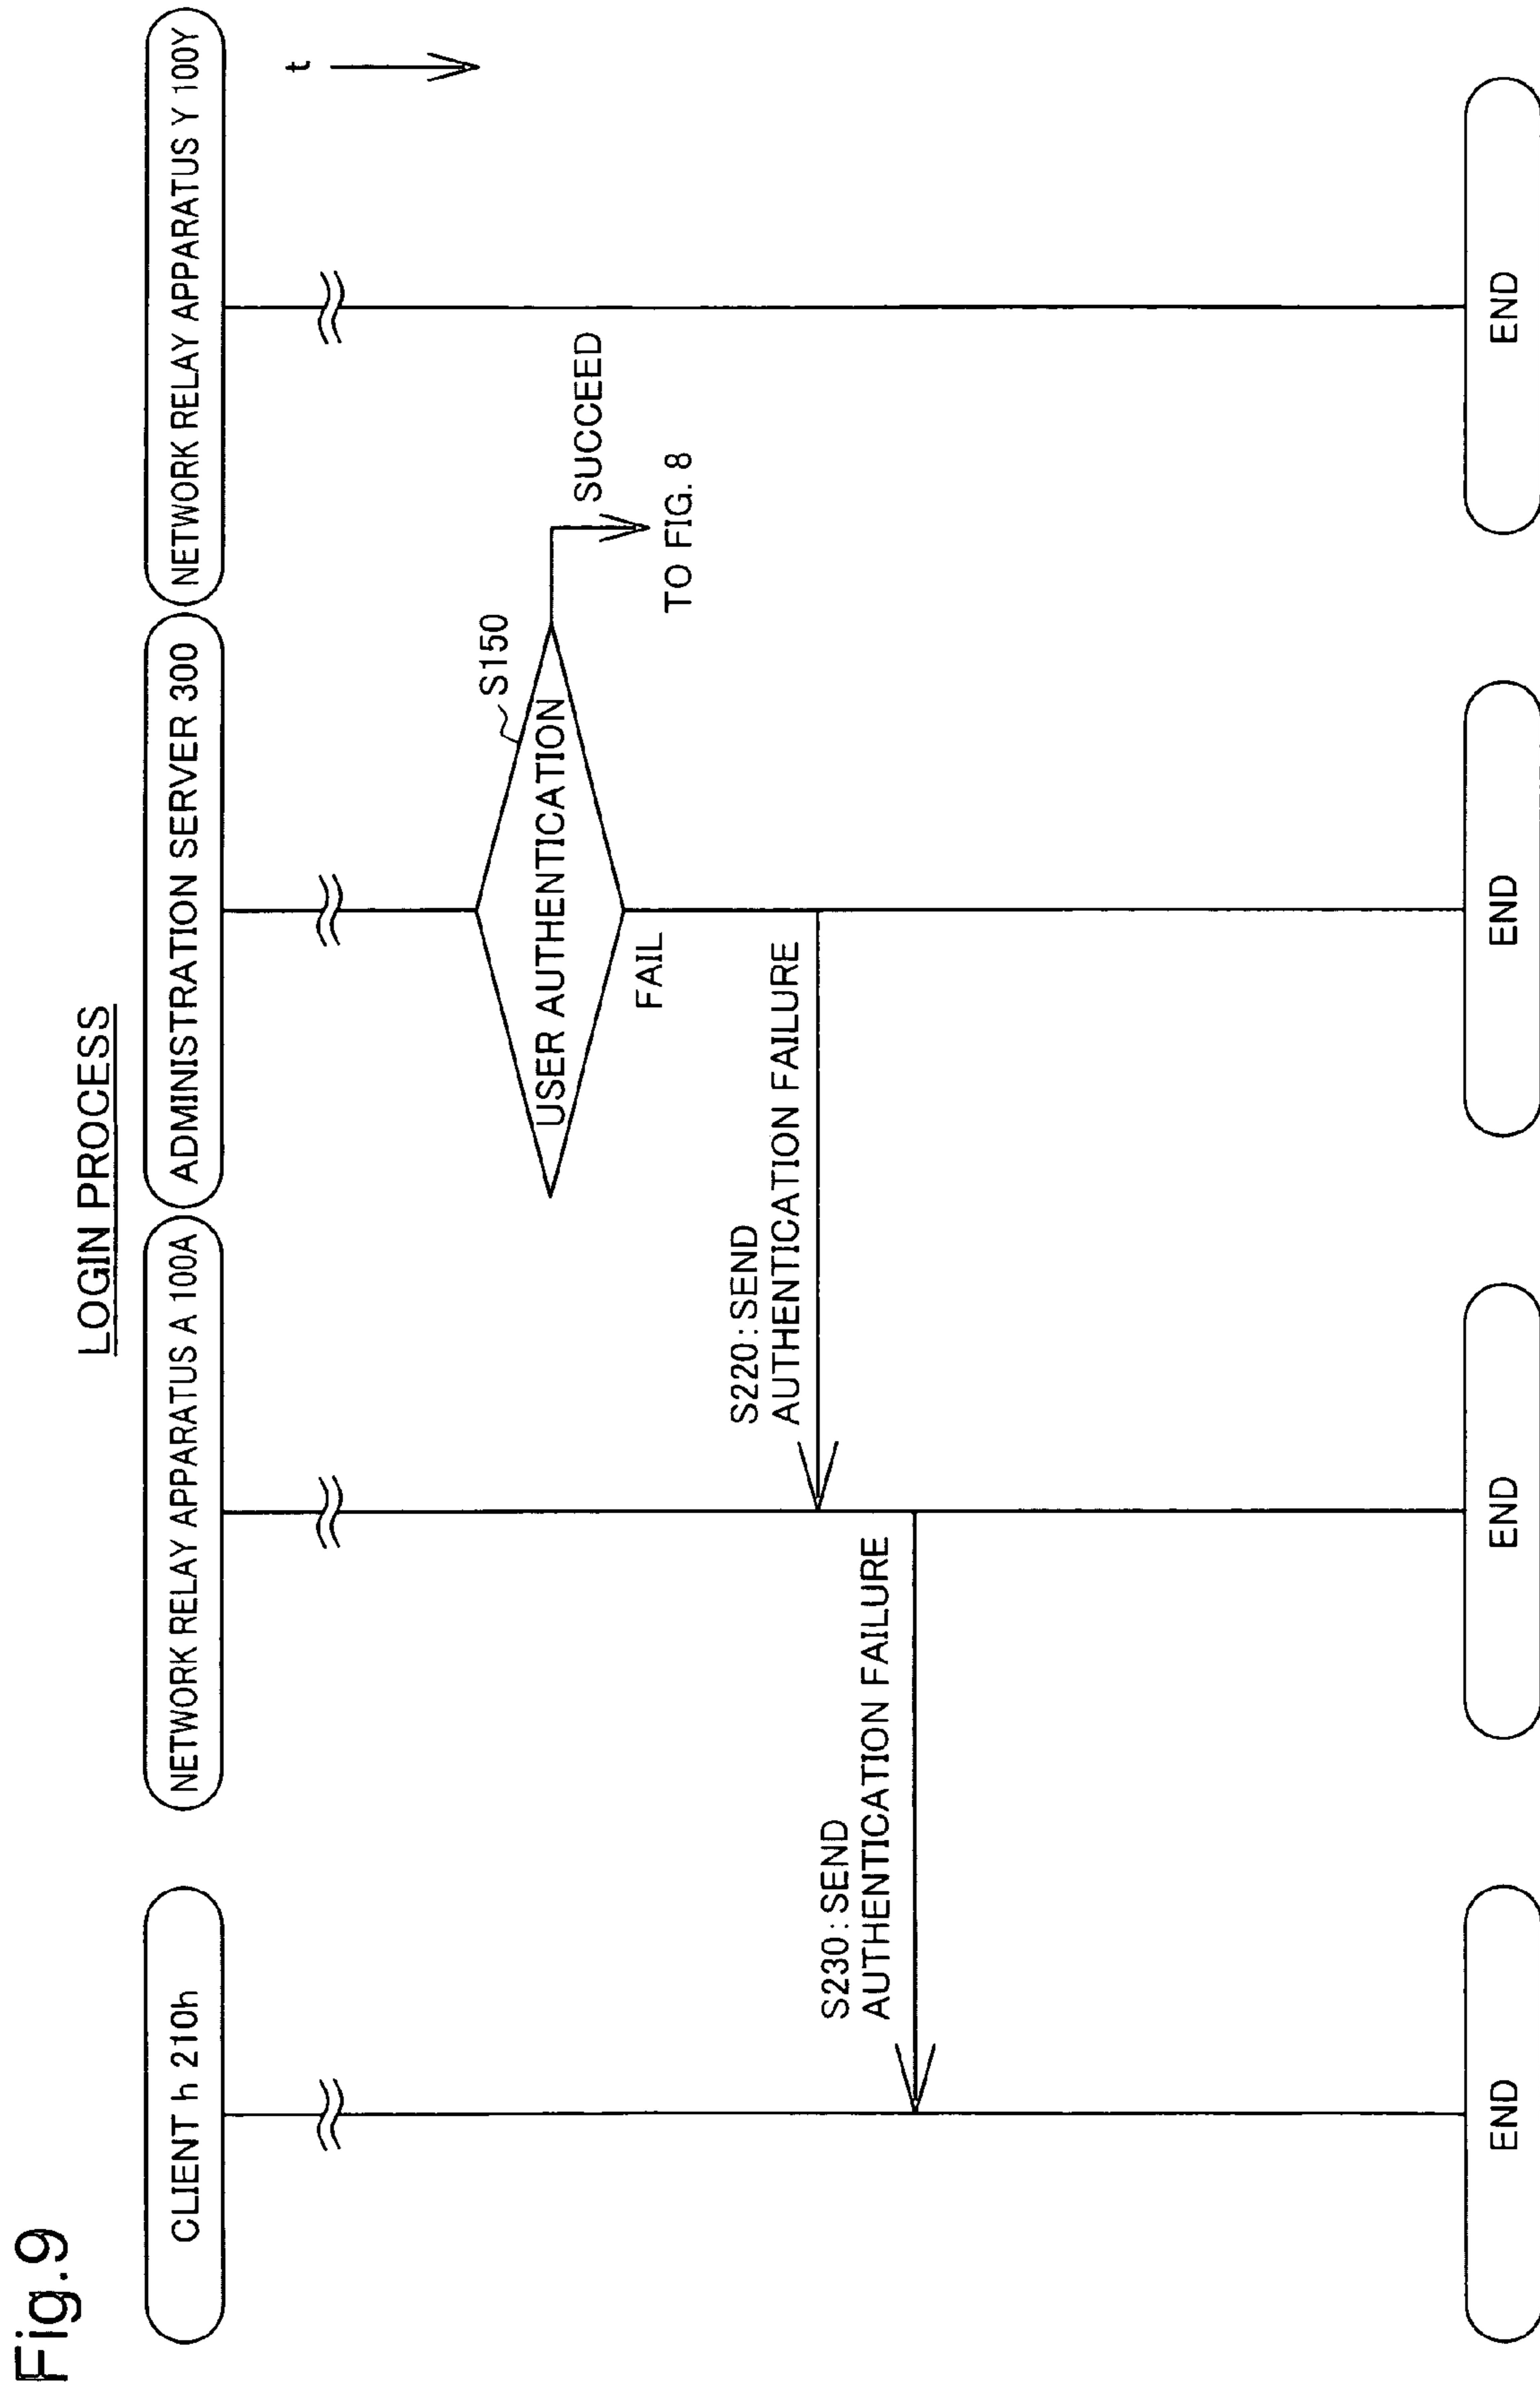 Fig.9
LOGIN PROCESS
CLIENT h 210h
NETWORK RELAY APPARATUS A 100A
ADMINISTRATION SERVER 300
NETWORK RELAY APPARATUS Y 100Y
t
S150
USER AUTHENTICATION
SUCCEED
TO FIG. 8
FAIL
S220:SEND
AUTHENTICATION FAILURE
S230:SEND
AUTHENTICATION FAILURE
END
END
END
END